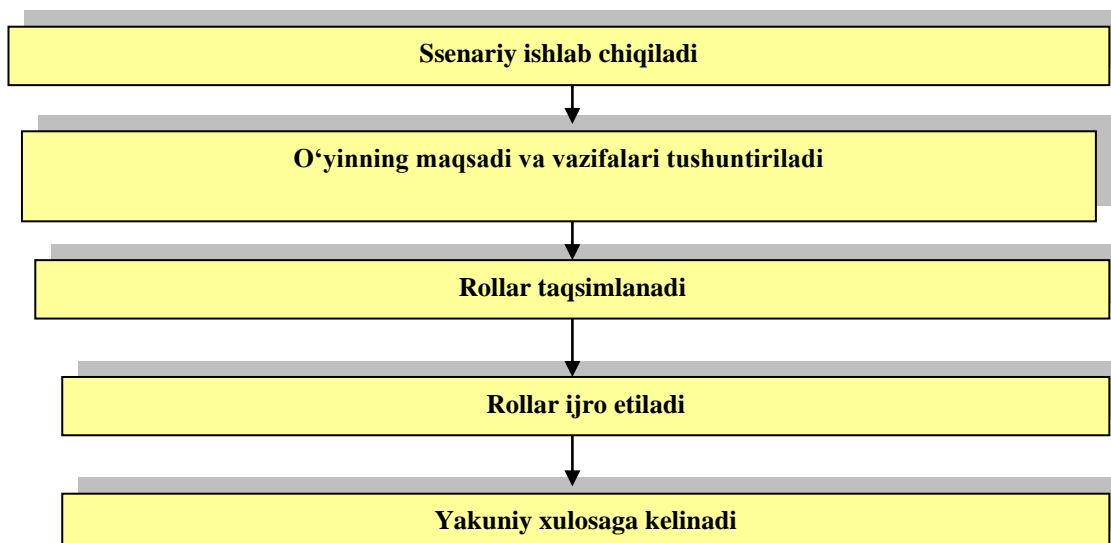 Ssenariy ishlab chiqiladi
O‘yinning maqsadi va vazifalari tushuntiriladi
Rollar taqsimlanadi
Rollar ijro etiladi
Yakuniy xulosaga kelinadi